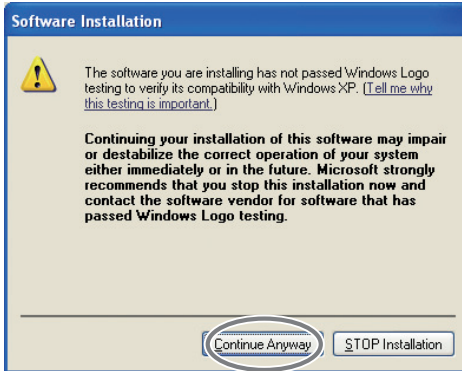 Software Installation
The software you are installing has not passed Windows Logo
testing to verify its compatibility with Windows XP. (Tell me why
this testing is important.)
Continuing your installation of this software may impair
or destabilize the correct operation of your system
either immediately or in the future. Microsoft strongly
recommends that you stop this installation now and
contact the software vendor for software that has
passed Windows Logo testing.
Continue Anyway
STOP Installation